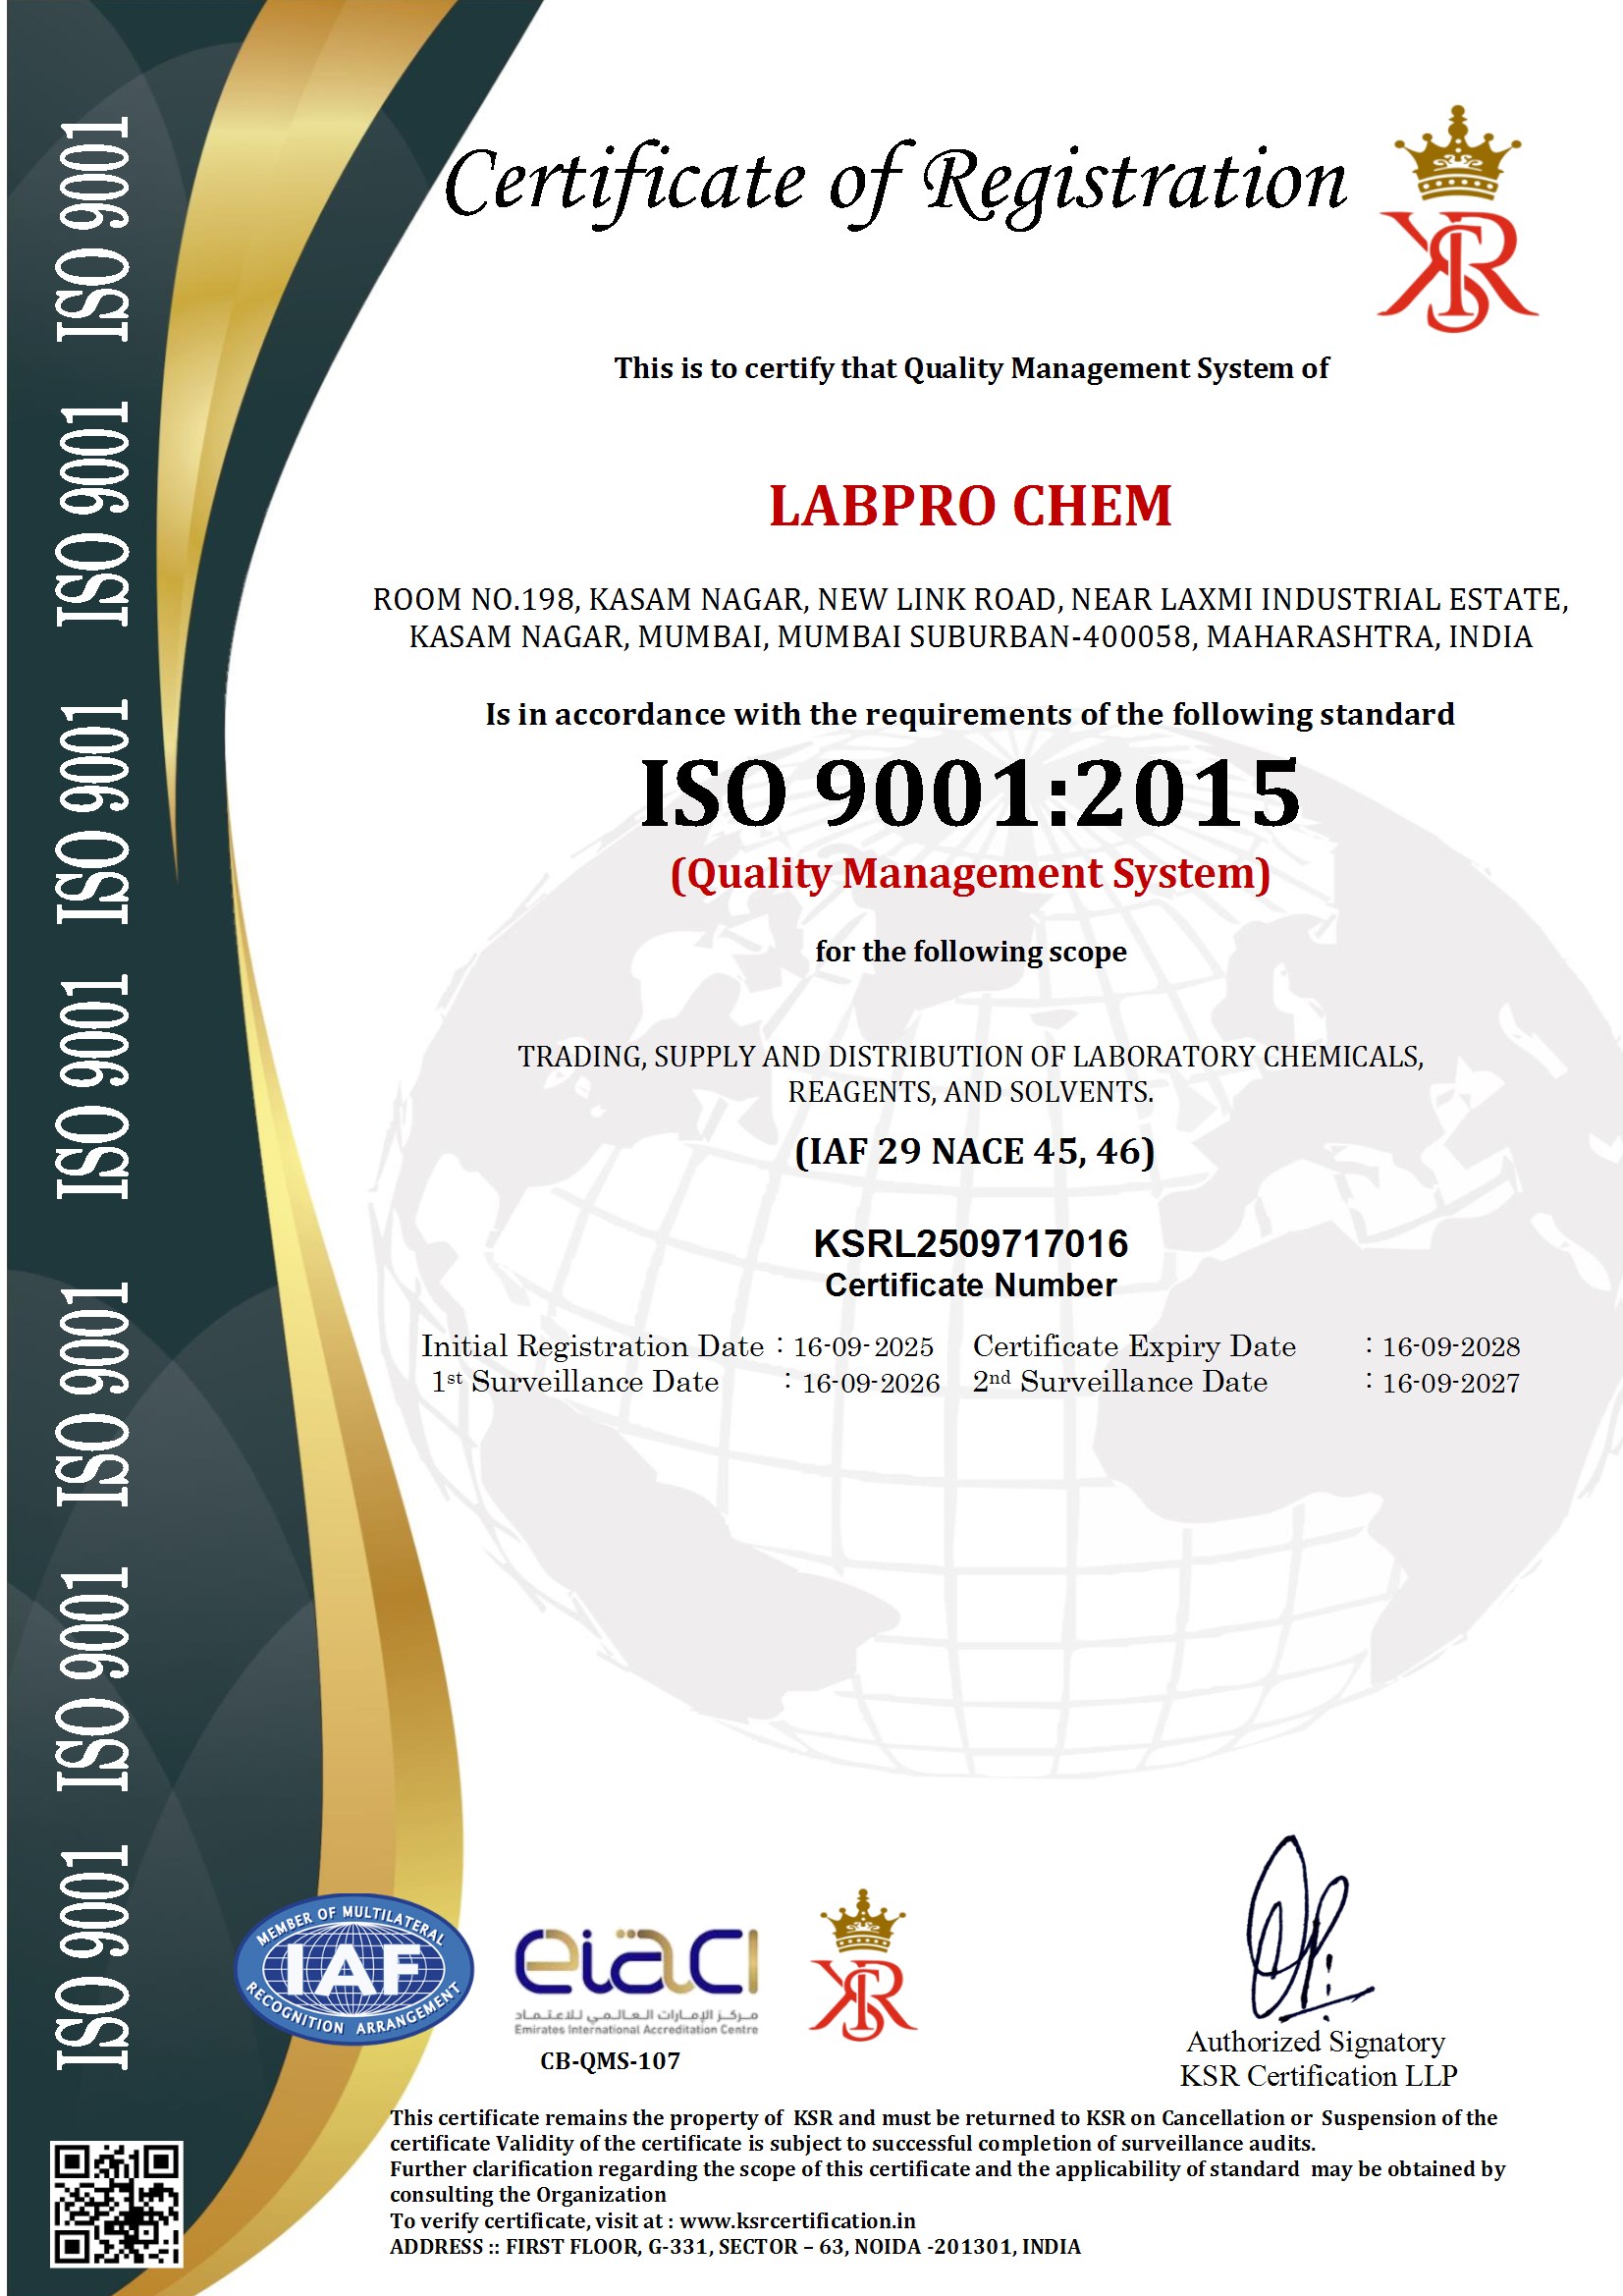 Certificate of Registration
KSR
This is to certify that Quality Management System of
LABPRO CHEM
ROOM NO.198, KASAM NAGAR, NEW LINK ROAD, NEAR LAXMI INDUSTRIAL ESTATE,
KASAM NAGAR, MUMBAI, MUMBAI SUBURBAN-400058, MAHARASHTRA, INDIA
Is in accordance with the requirements of the following standard
ISO 9001:2015
(Quality Management System)
for the following scope
TRADING, SUPPLY AND DISTRIBUTION OF LABORATORY CHEMICALS,
REAGENTS, AND SOLVENTS.
(IAF 29 NACE 45, 46)
KSRL2509717016
Certificate Number
Initial Registration Date : 16-09-2025 Certificate Expiry Date : 16-09-2028
1st Surveillance Date : 16-09-2026 2nd Surveillance Date : 16-09-2027
ISO 9001
ISO 9001
ISO 9001
ISO 9001
ISO 9001
ISO 9001
ISO 9001
MEMBER OF MULTILATERAL
IAF
RECOGNITION ARRANGEMENT
eiaci
مركز الإمارات العالمي للاعتماد
Emirates International Accreditation Centre
CB-QMS-107
KSR
Authorized Signatory
KSR Certification LLP
This certificate remains the property of KSR and must be returned to KSR on Cancellation or Suspension of the
certificate Validity of the certificate is subject to successful completion of surveillance audits.
Further clarification regarding the scope of this certificate and the applicability of standard may be obtained by
consulting the Organization
To verify certificate, visit at : www.ksrcertification.in
ADDRESS :: FIRST FLOOR, G-331, SECTOR – 63, NOIDA -201301, INDIA